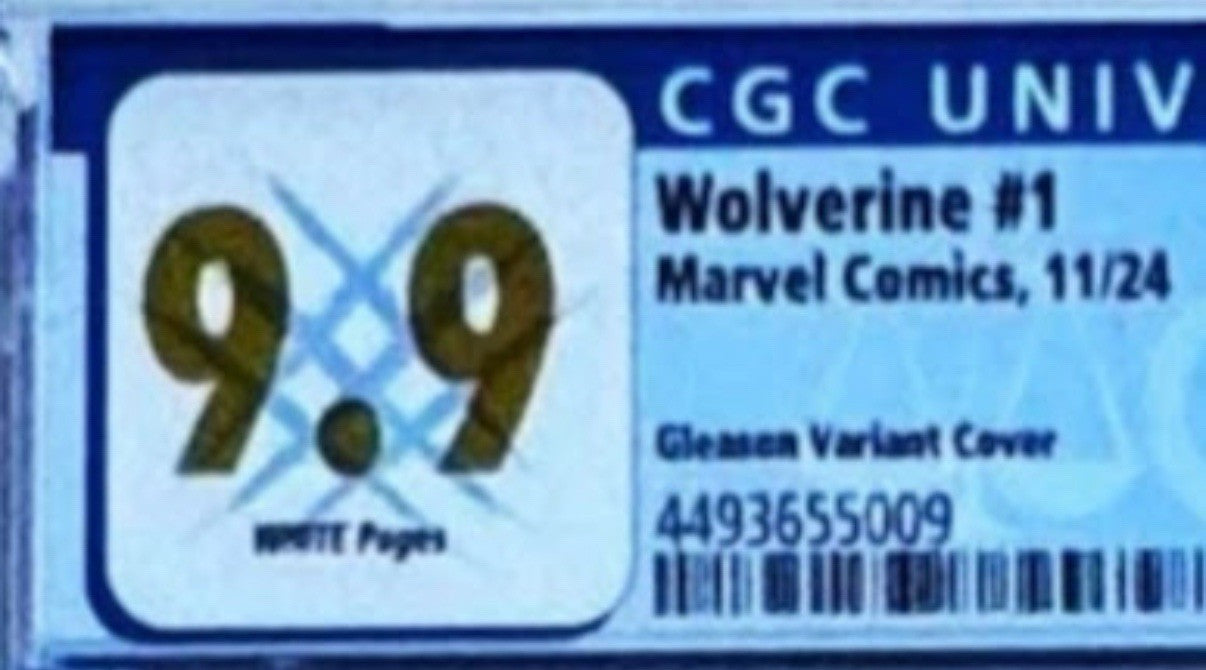 CGC UNIV
9.9
WHITE Pages
Wolverine #1
Marvel Comics, 11/24
Gleason Variant Cover
4493655009